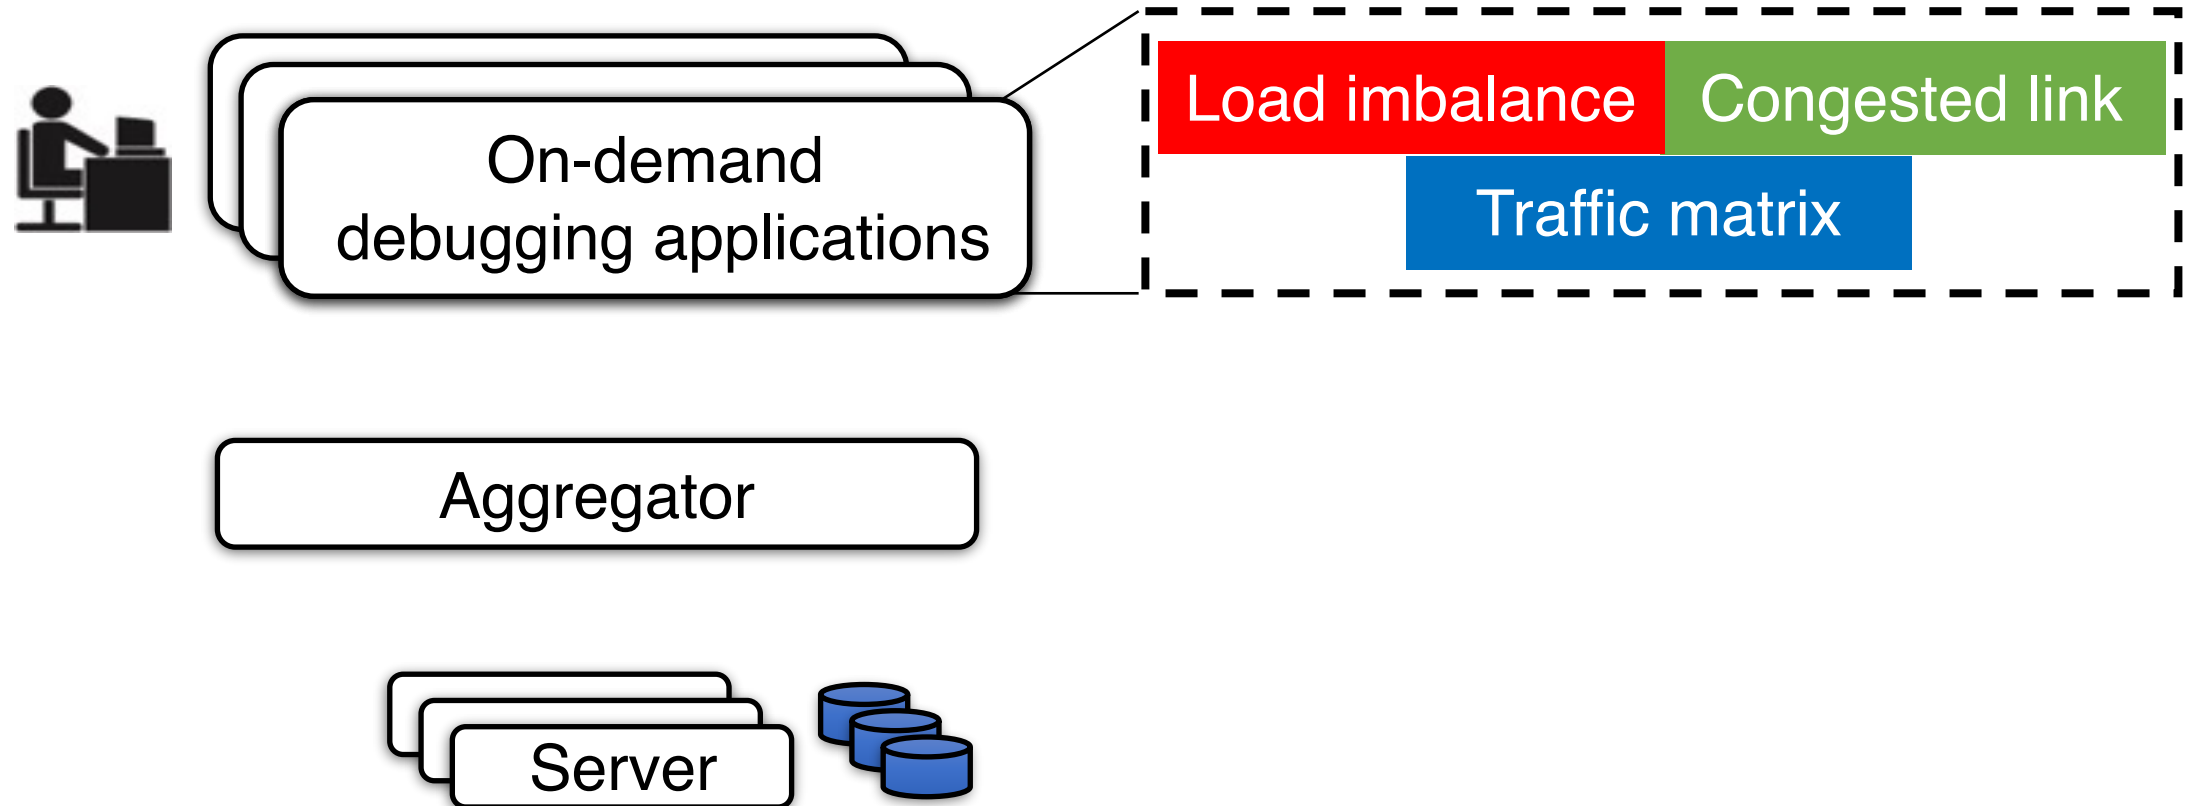 Load imbalance
Congested link
On-demand
debugging applications
Traffic matrix
Aggregator
Server